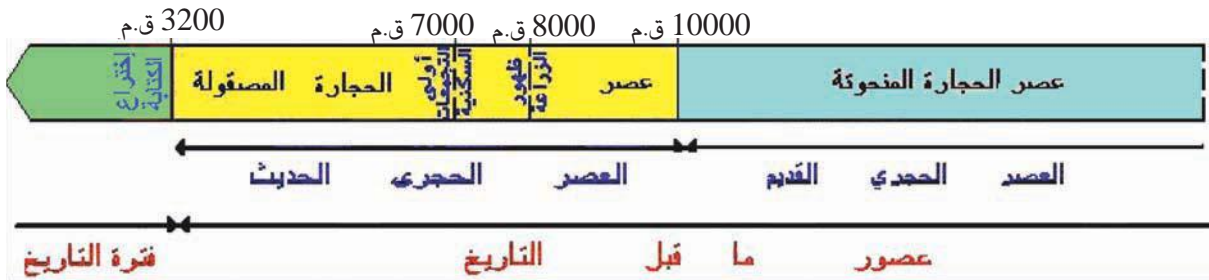 10000 ق.م 8000 ق.م 7000 ق.م 3200 ق.م
عصر الحجارة المنحوتة
عصر الحجارة المصقولة
ظهور
الزراعة
أولى
التجمعات
السكنية
إختراع
الكتابة
العصر الحجري القديم
العصر الحجري الحديث
عصور ما قبل التاريخ
فترة التاريخ